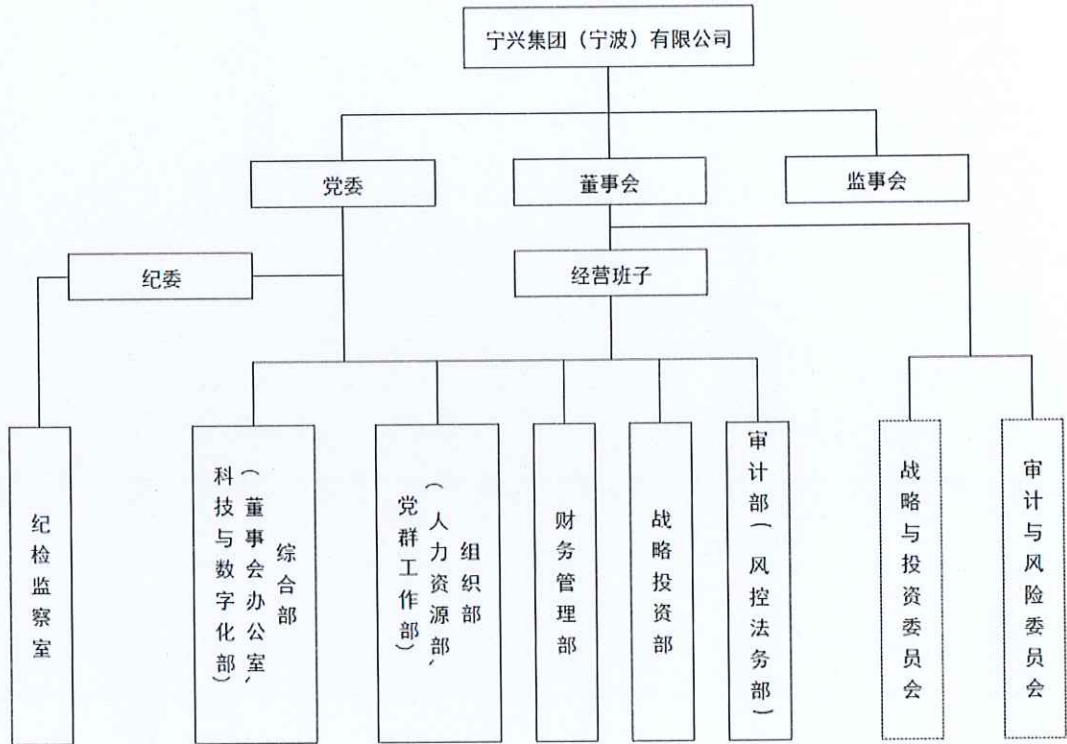 宁兴集团（宁波）有限公司
党委
董事会
监事会
纪委
经营班子
纪检监察室
综合部
（董事会办公室、
科技与数字化部）
组织部
（人力资源部、
党群工作部）
财务管理部
战略投资部
审计部（风控法务部）
战略与投资委员会
审计与风险委员会